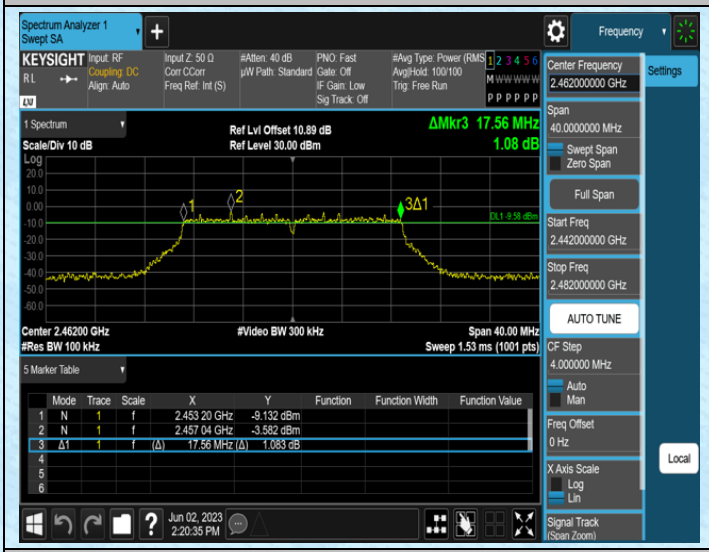 Spectrum Analyzer 1
Swept SA
+
Frequency
KEYSIGHT
RL
LXI
Input: RF
Coupling: DC
Align: Auto
Input Z: 50 Ω
Corr CCorr
Freq Ref: Int (S)
#Atten: 40 dB
µW Path: Standard
PNO: Fast
Gate: Off
IF Gain: Low
Sig Track: Off
#Avg Type: Power (RMS
Avg|Hold: 100/100
Trig: Free Run
1 2 3 4 5 6
M W W W W W
P P P P P P
Settings
1 Spectrum
Scale/Div 10 dB
Ref Lvl Offset 10.89 dB
Ref Level 30.00 dBm
ΔMkr3 17.56 MHz
1.08 dB
Log
20.0
10.0
0.00
-10.0
-20.0
-30.0
-40.0
-50.0
-60.0
1
2
3Δ1
DL1 -9.58 dBm
Center 2.46200 GHz
#Res BW 100 kHz
#Video BW 300 kHz
Span 40.00 MHz
Sweep 1.53 ms (1001 pts)
5 Marker Table
Mode Trace Scale X Y Function Function Width Function Value
1 N 1 f 2.453 20 GHz -9.132 dBm
2 N 1 f 2.457 04 GHz -3.582 dBm
3 Δ1 1 f (Δ) 17.56 MHz (Δ) 1.083 dB
4
5
6
Jun 02, 2023
2:20:35 PM
Center Frequency
2.462000000 GHz
Span
40.0000000 MHz
Swept Span
Zero Span
Full Span
Start Freq
2.442000000 GHz
Stop Freq
2.482000000 GHz
AUTO TUNE
CF Step
4.000000 MHz
Auto
Man
Freq Offset
0 Hz
X Axis Scale
Log
Lin
Signal Track
(Span Zoom)
Local